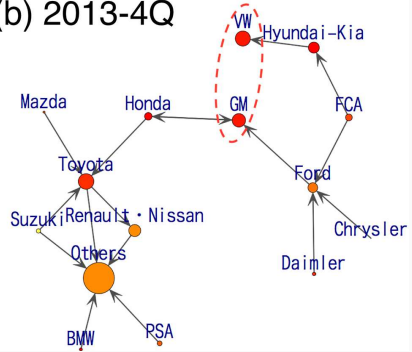 (b) 2013-4Q
VW
Hyundai-Kia
Mazda
Honda
GM
FCA
Toyota
Ford
Suzuki
Renault・Nissan
Chrysler
Others
Daimler
BMW
PSA